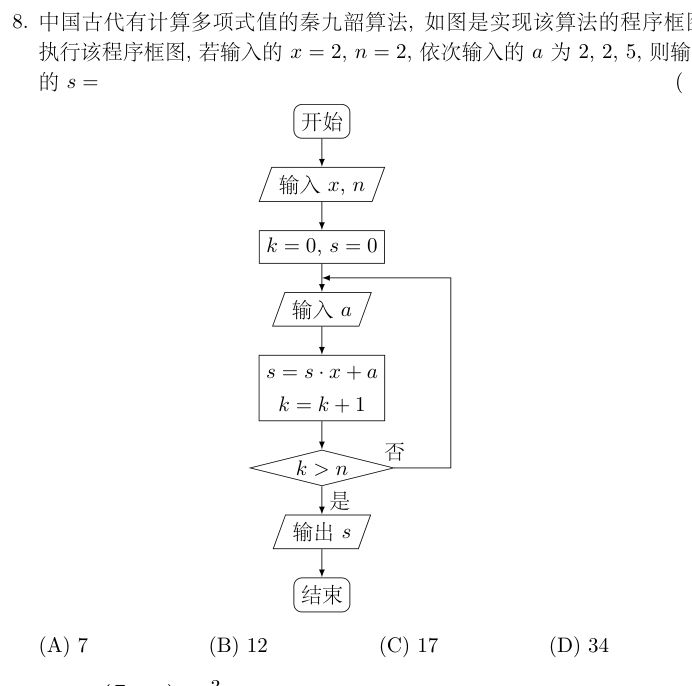 8. 中国古代有计算多项式值的秦九韶算法, 如图是实现该算法的程序框
执行该程序框图, 若输入的 x = 2, n = 2, 依次输入的 a 为 2, 2, 5, 则输
的 s = (
开始
输入 x, n
k = 0, s = 0
输入 a
s = s · x + a
k = k + 1
否
k > n
是
输出 s
结束
(A) 7 (B) 12 (C) 17 (D) 34